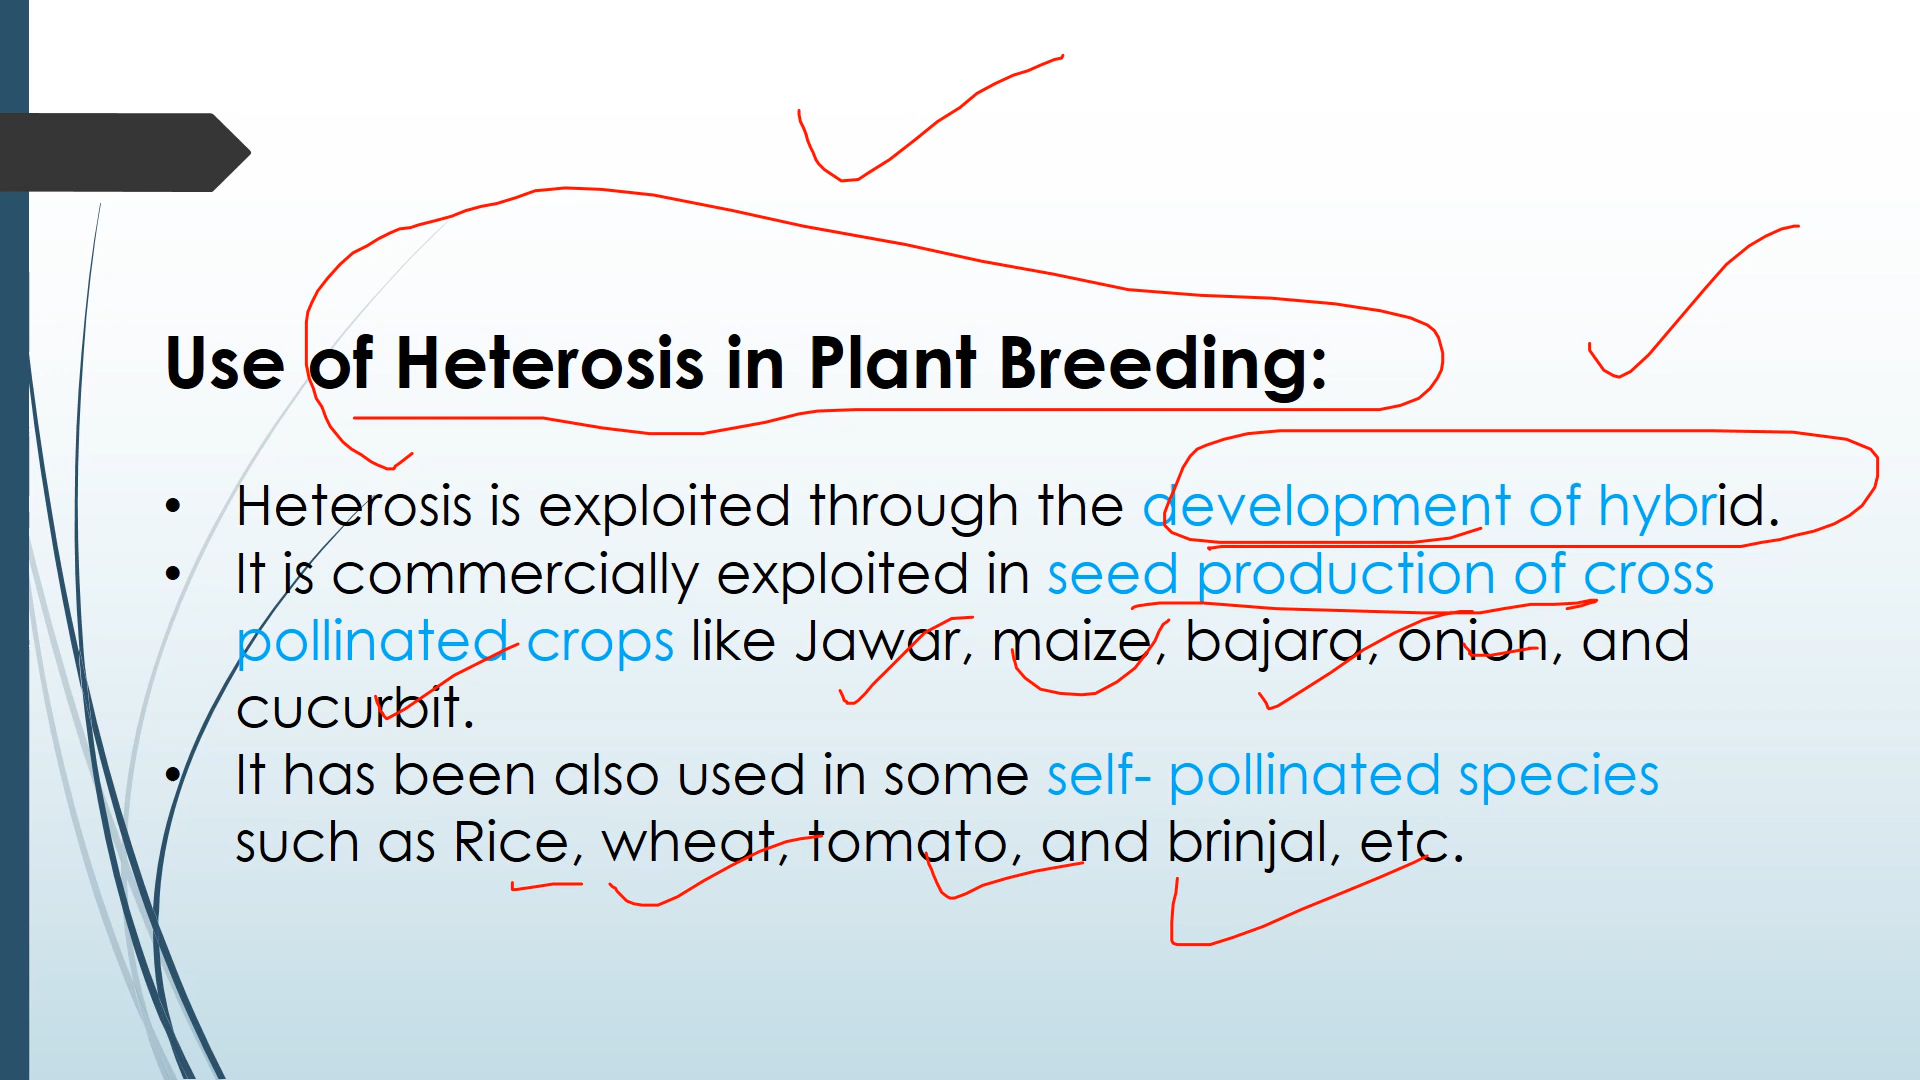 Use of Heterosis in Plant Breeding:
• Heterosis is exploited through the development of hybrid.
• It is commercially exploited in seed production of cross
pollinated crops like Jawar, maize, bajara, onion, and
cucurbit.
• It has been also used in some self- pollinated species
such as Rice, wheat, tomato, and brinjal, etc.